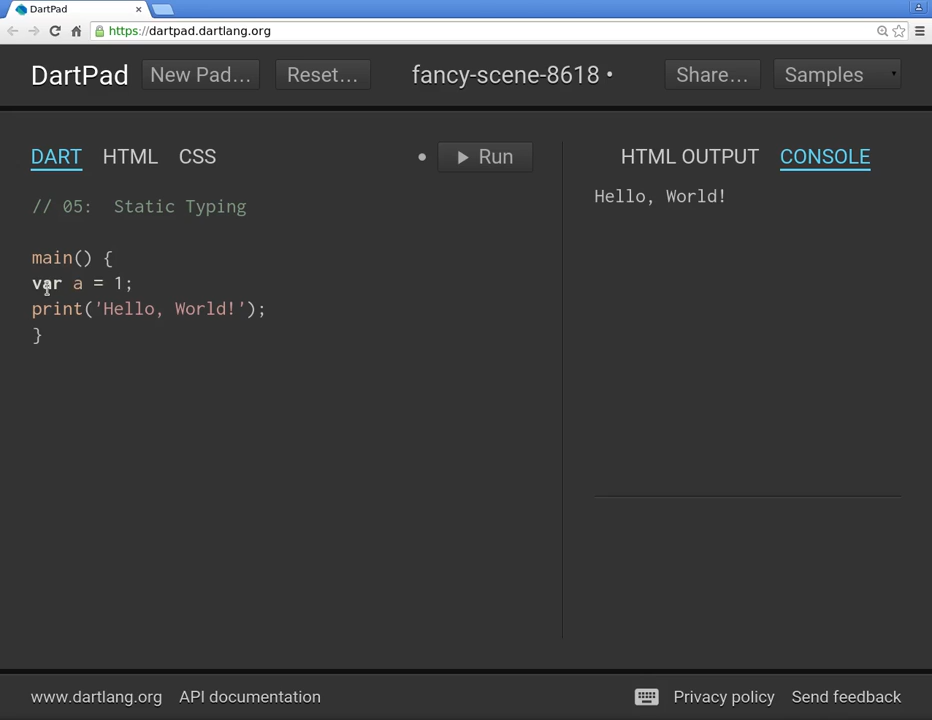 DartPad
https://dartpad.dartlang.org
DartPad New Pad… Reset… fancy-scene-8618 • Share… Samples
DART HTML CSS Run HTML OUTPUT CONSOLE
// 05:  Static Typing
main() {
var a = 1;
print('Hello, World!');
}
Hello, World!
www.dartlang.org API documentation Privacy policy Send feedback